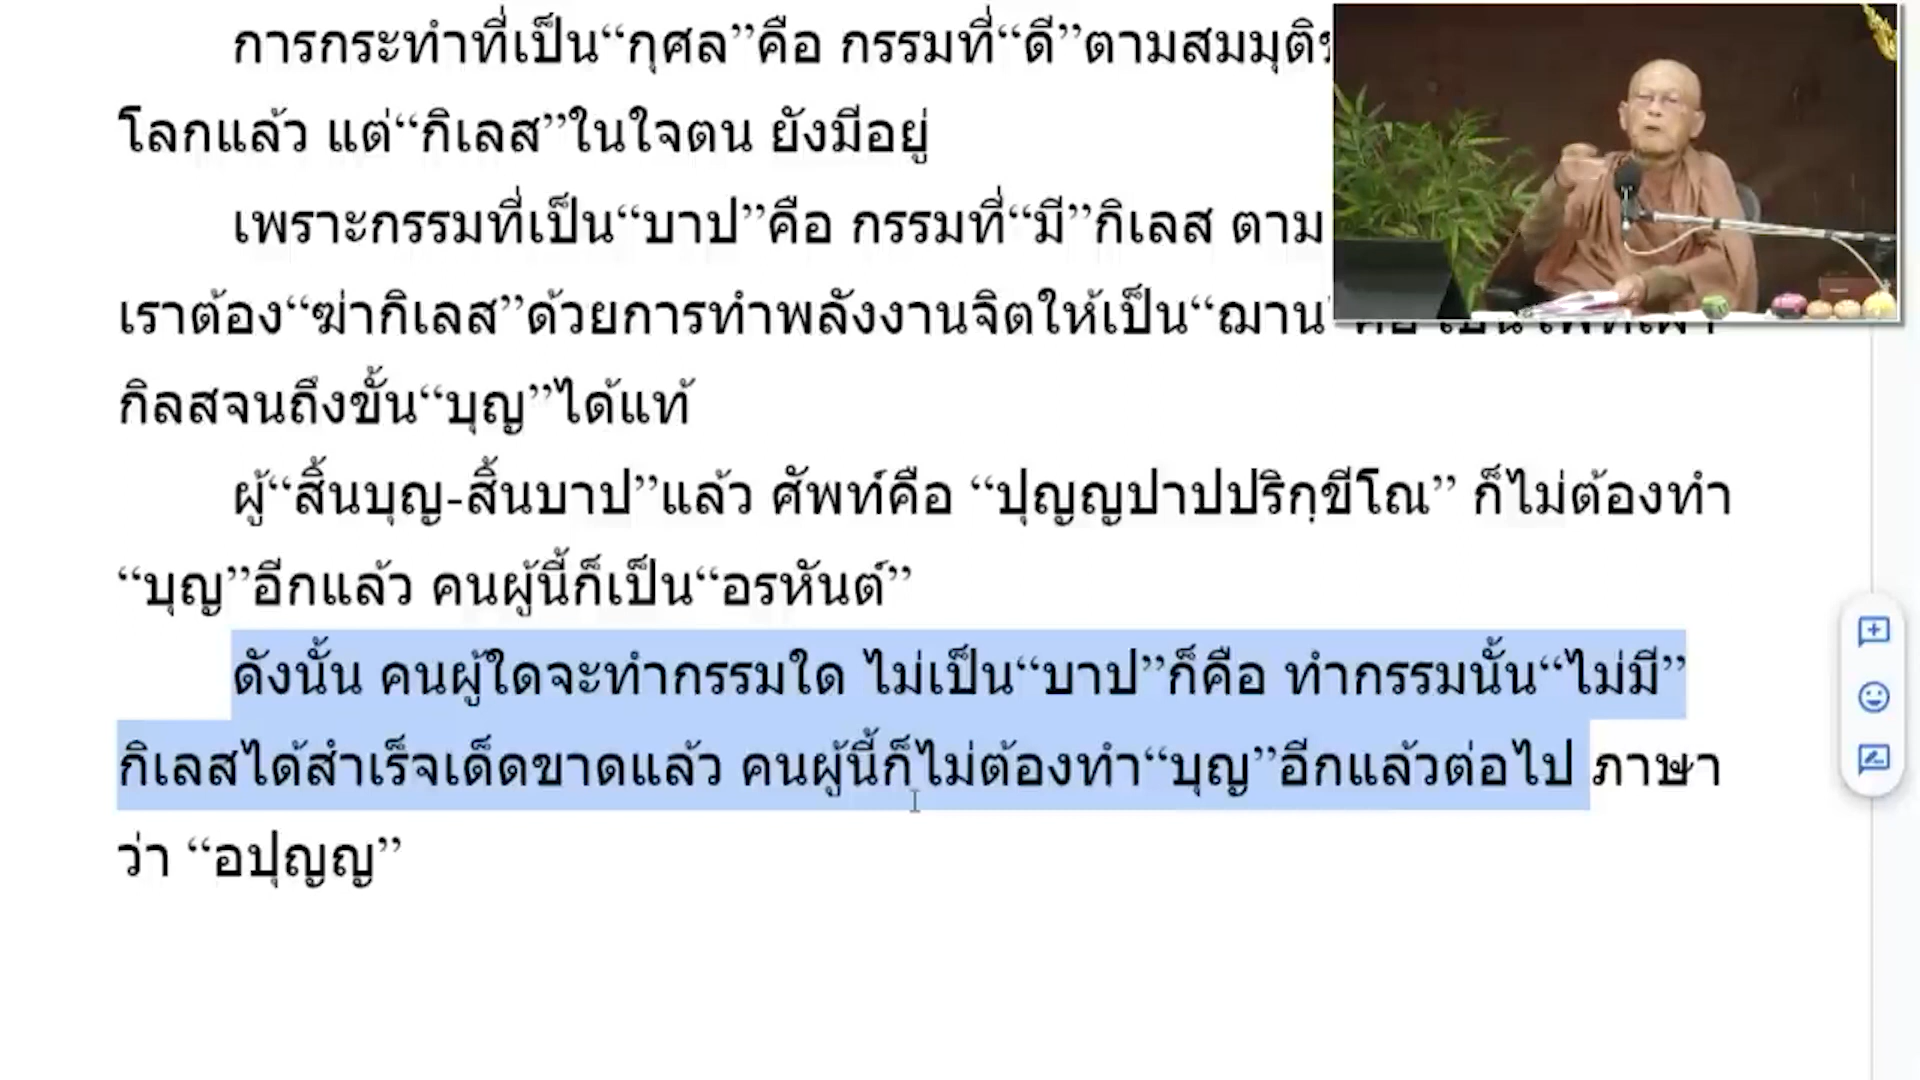 การกระทำที่เป็น“กุศล”คือ กรรมที่“ดี”ตามสมมุติ
โลกแล้ว แต่“กิเลส”ในใจตน ยังมีอยู่
เพราะกรรมที่เป็น“บาป”คือ กรรมที่“มี”กิเลส ตาม
เราต้อง“ฆ่ากิเลส”ด้วยการทำพลังงานจิตให้เป็น“ฌาน”
กิลสจนถึงขั้น“บุญ”ได้แท้
ผู้“สิ้นบุญ-สิ้นบาป”แล้ว ศัพท์คือ “ปุญญปาปปริกฺขีโณ” ก็ไม่ต้องทำ
“บุญ”อีกแล้ว คนผู้นี้ก็เป็น“อรหันต์”
ดังนั้น คนผู้ใดจะทำกรรมใด ไม่เป็น“บาป”ก็คือ ทำกรรมนั้น“ไม่มี”
กิเลสได้สำเร็จเด็ดขาดแล้ว คนผู้นี้ก็ไม่ต้องทำ“บุญ”อีกแล้วต่อไป ภาษา
ว่า “อปุญญ”